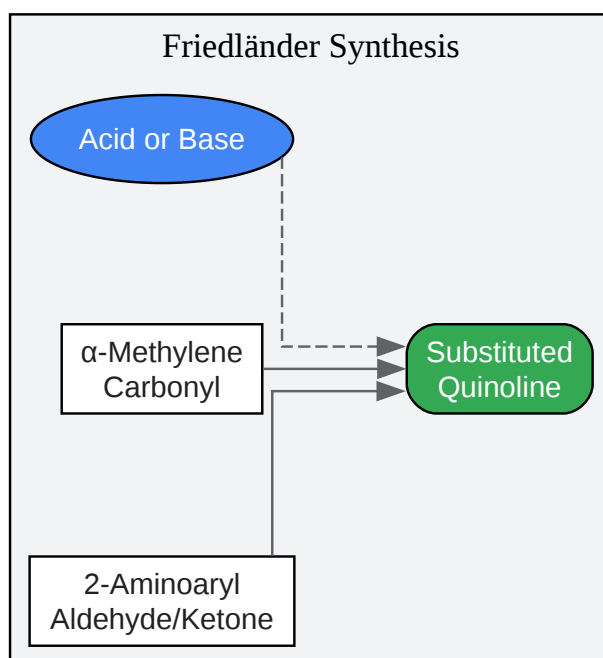 Friedländer Synthesis
Acid or Base
α-Methylene
Carbonyl
Substituted
Quinoline
2-Aminoaryl
Aldehyde/Ketone